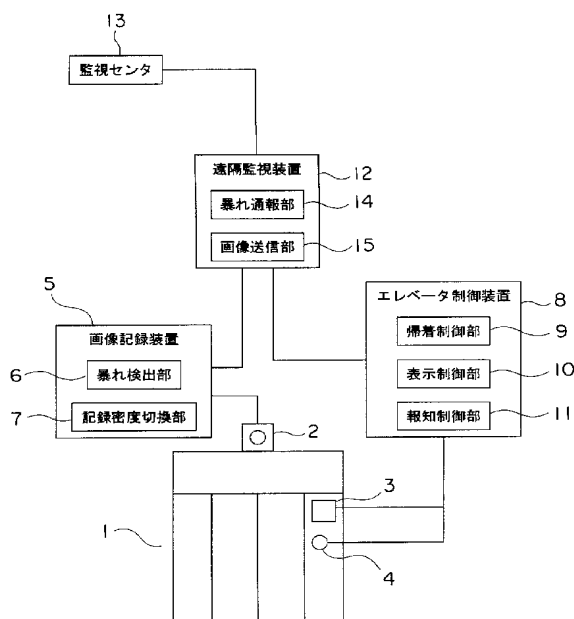 13
監視センタ
遠隔監視装置
12
暴れ通報部
14
画像送信部
15
5
画像記録装置
6
暴れ検出部
7
記録密度切換部
エレベータ制御装置
8
帰着制御部
9
表示制御部
10
報知制御部
11
2
3
1
4